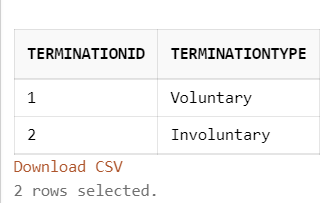 TERMINATIONID TERMINATIONTYPE
1 Voluntary
2 Involuntary
Download CSV
2 rows selected.